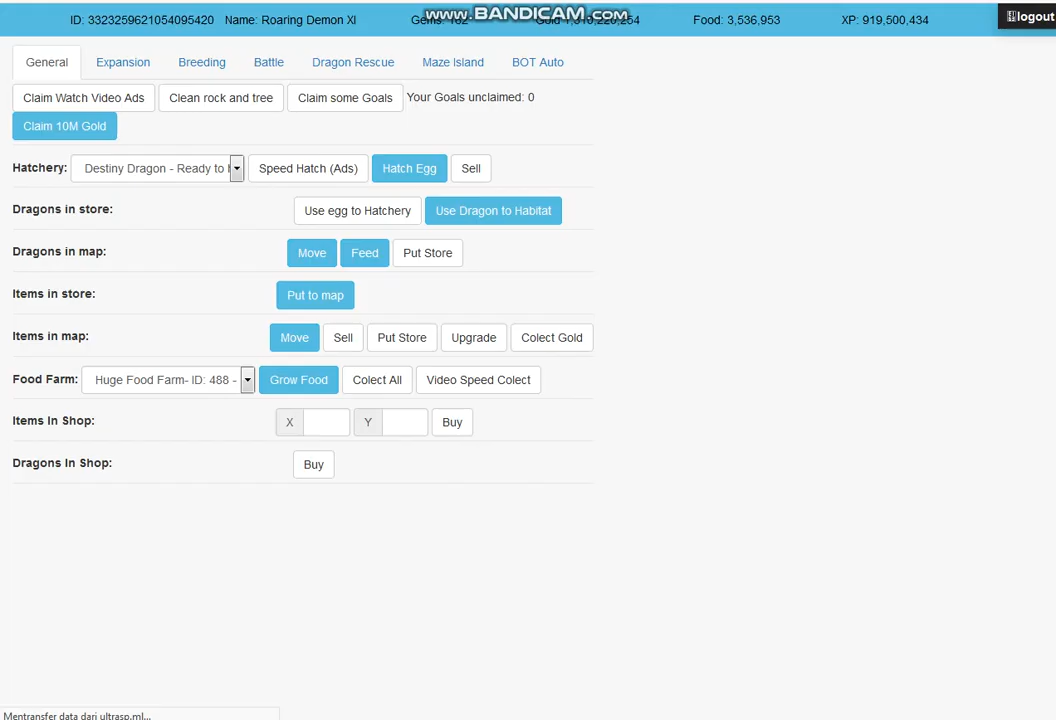 ID: 3323259621054095420 Name: Roaring Demon XI Food: 3,536,953 XP: 919,500,434 logout
www.BANDICAM.com
General Expansion Breeding Battle Dragon Rescue Maze Island BOT Auto
Claim Watch Video Ads Clean rock and tree Claim some Goals Your Goals unclaimed: 0
Claim 10M Gold
Hatchery: Destiny Dragon - Ready to Speed Hatch (Ads) Hatch Egg Sell
Dragons in store: Use egg to Hatchery Use Dragon to Habitat
Dragons in map: Move Feed Put Store
Items in store: Put to map
Items in map: Move Sell Put Store Upgrade Colect Gold
Food Farm: Huge Food Farm- ID: 488 - Grow Food Colect All Video Speed Colect
Items In Shop: X Y Buy
Dragons In Shop: Buy
Mentransfer data dari ultrasp.ml...